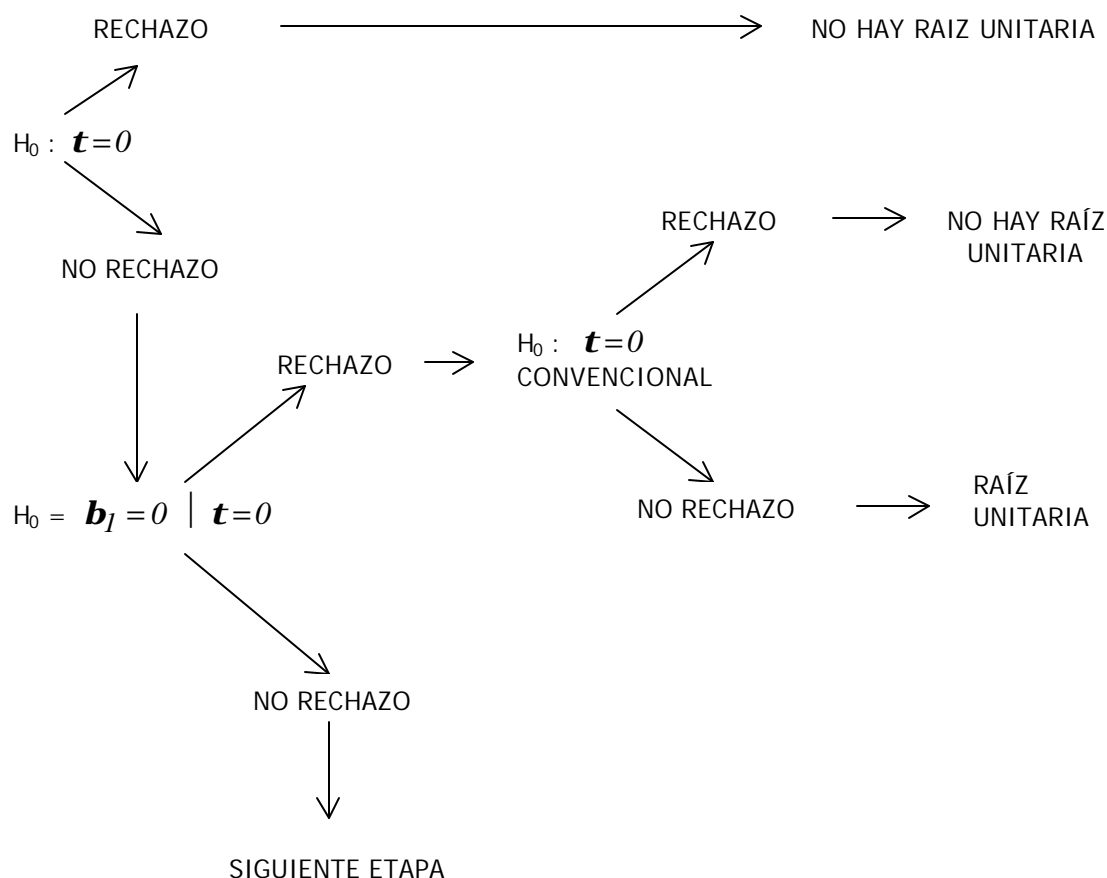 RECHAZO
NO HAY RAIZ UNITARIA
H₀ : t=0
RECHAZO
NO HAY RAÍZ
UNITARIA
NO RECHAZO
H₀ : t=0
CONVENCIONAL
RECHAZO
H₀ = b₁=0 | t=0
NO RECHAZO
RAÍZ
UNITARIA
NO RECHAZO
SIGUIENTE ETAPA